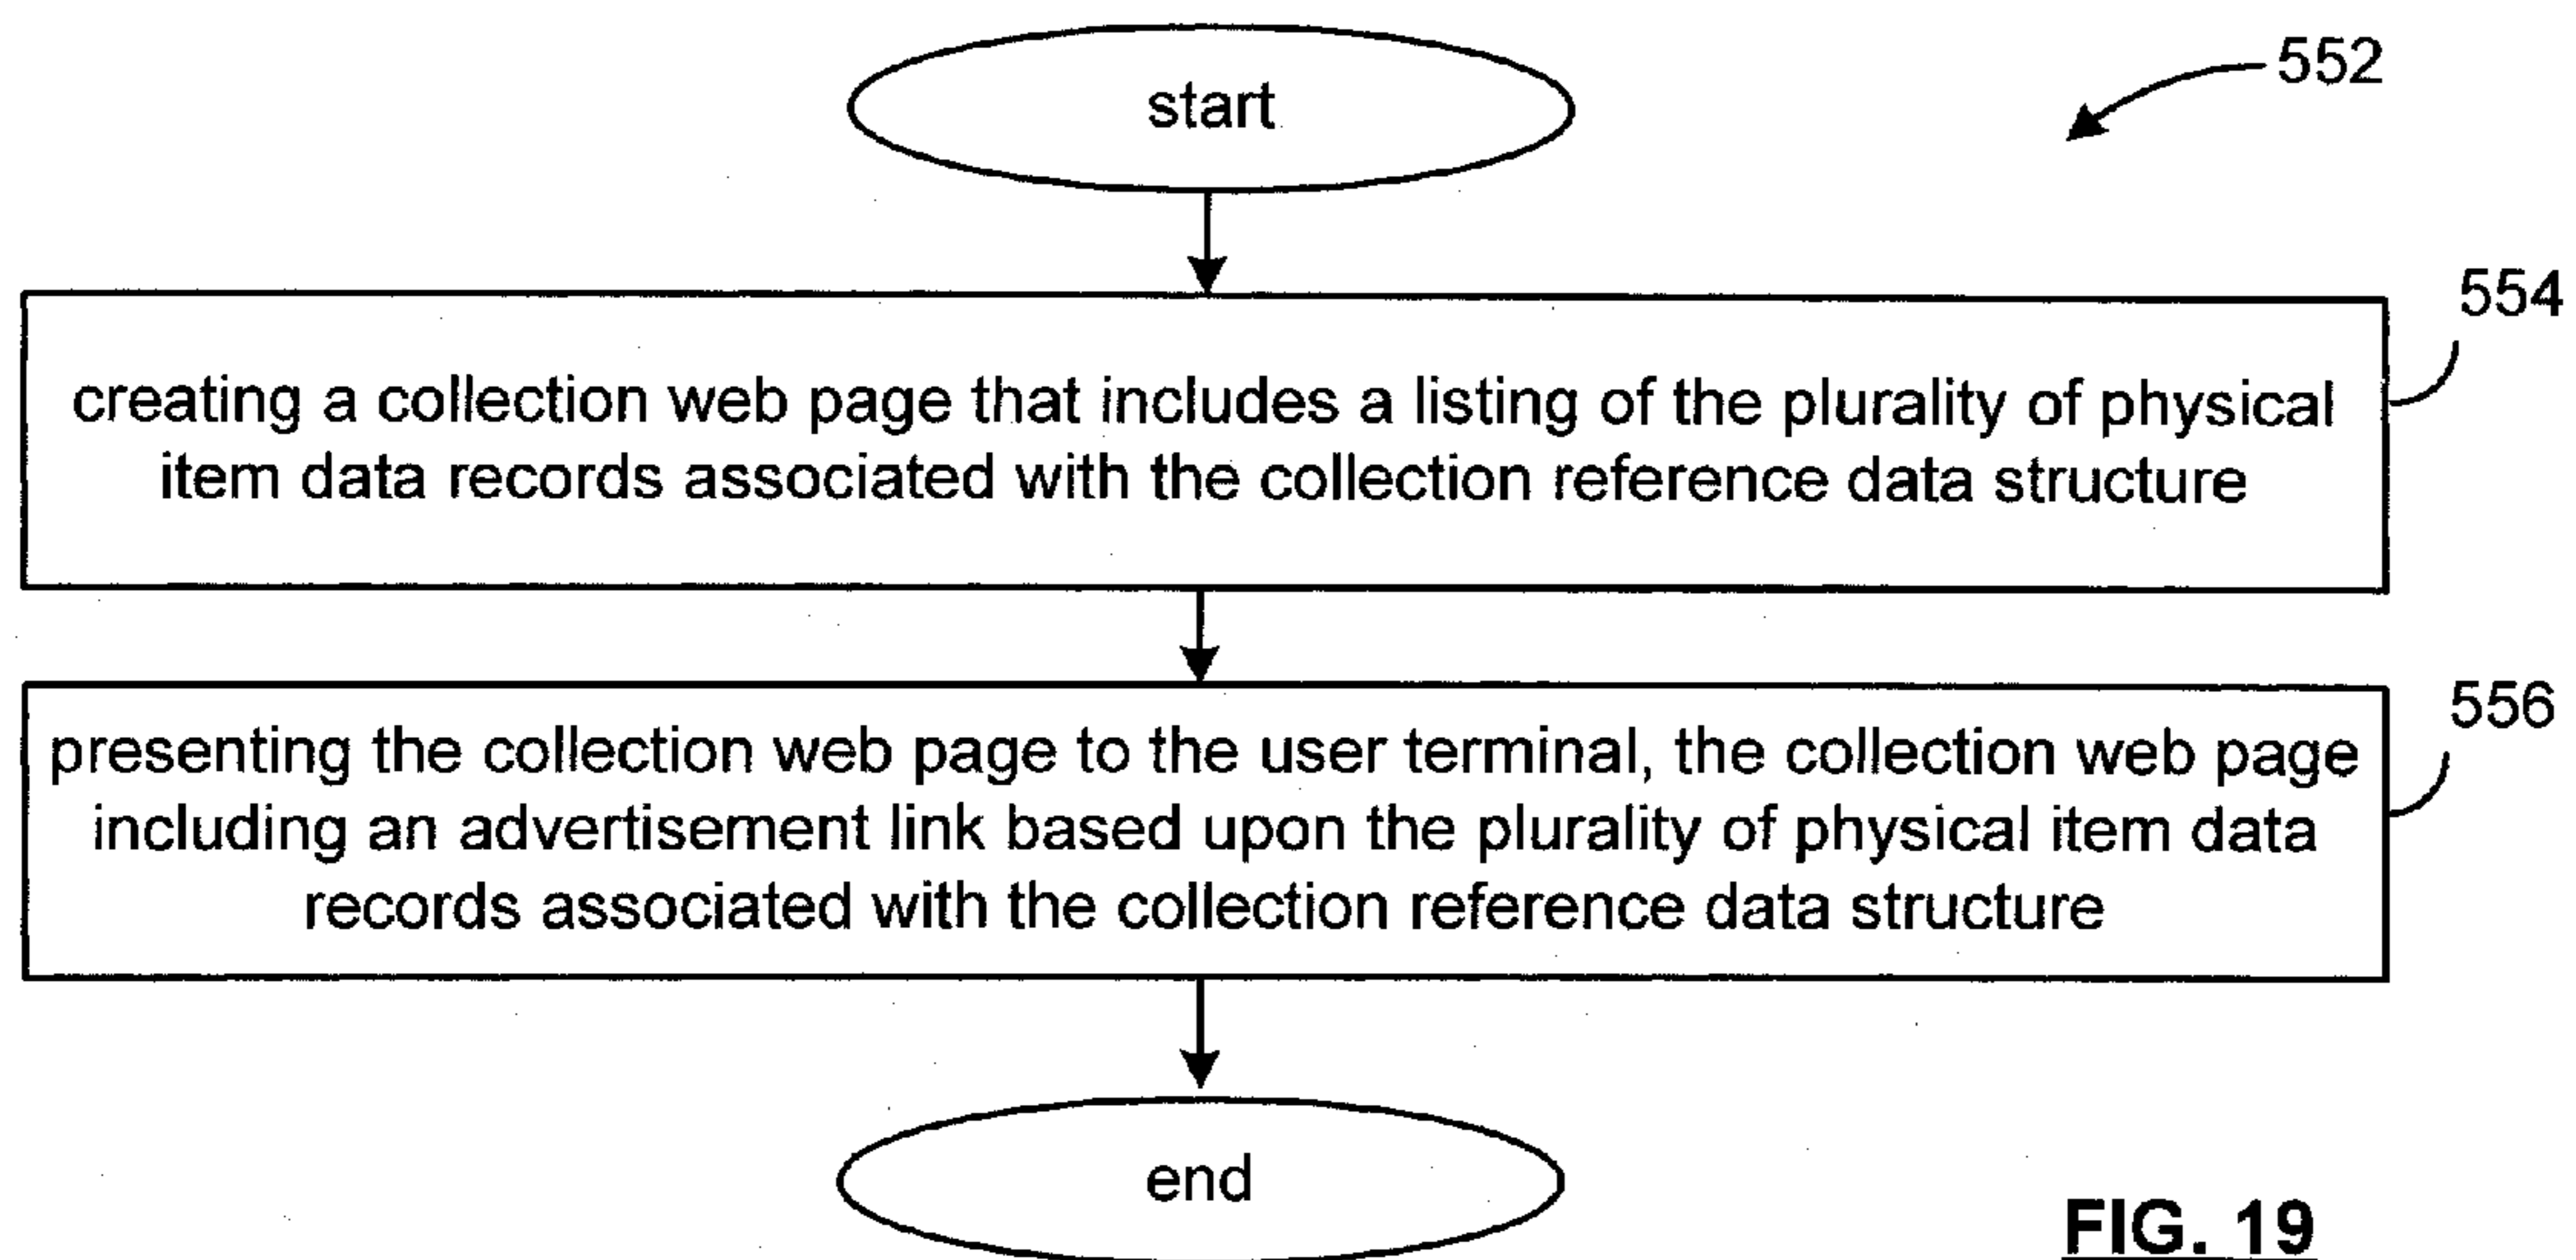 start
552
554
creating a collection web page that includes a listing of the plurality of physical
item data records associated with the collection reference data structure
556
presenting the collection web page to the user terminal, the collection web page
including an advertisement link based upon the plurality of physical item data
records associated with the collection reference data structure
end
FIG. 19